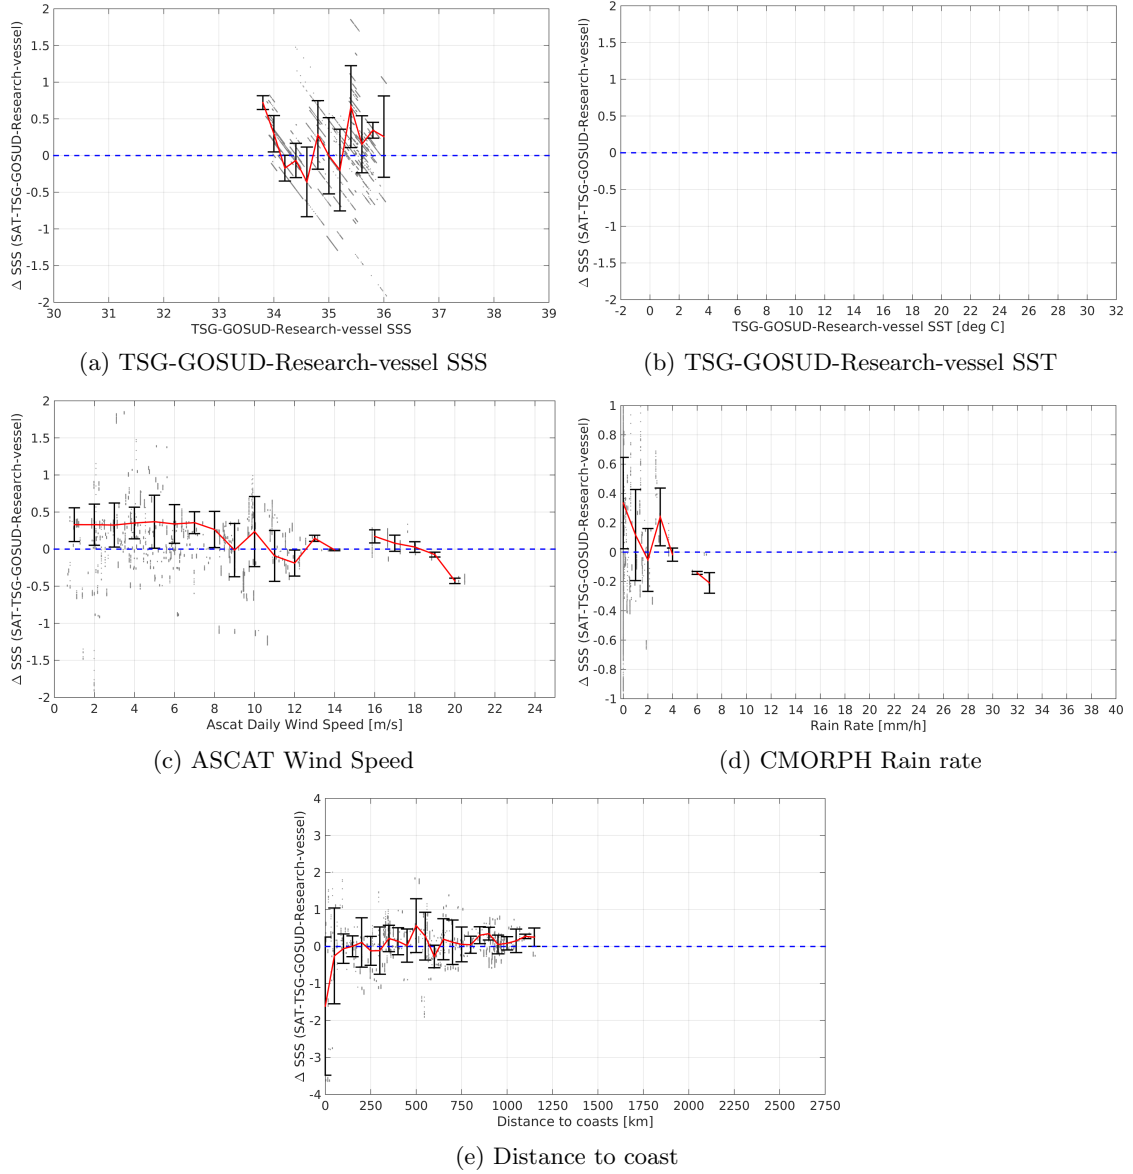 Δ SSS (SAT-TSG-GOSUD-Research-vessel)
2
1.5
1
0.5
0
-0.5
-1
-1.5
-2
30 31 32 33 34 35 36 37 38 39
TSG-GOSUD-Research-vessel SSS
(a) TSG-GOSUD-Research-vessel SSS
Δ SSS (SAT-TSG-GOSUD-Research-vessel)
2
1.5
1
0.5
0
-0.5
-1
-1.5
-2
-2 0 2 4 6 8 10 12 14 16 18 20 22 24 26 28 30 32
TSG-GOSUD-Research-vessel SST [deg C]
(b) TSG-GOSUD-Research-vessel SST
Δ SSS (SAT-TSG-GOSUD-Research-vessel)
2
1.5
1
0.5
0
-0.5
-1
-1.5
-2
0 2 4 6 8 10 12 14 16 18 20 22 24
Ascat Daily Wind Speed [m/s]
(c) ASCAT Wind Speed
Δ SSS (SAT-TSG-GOSUD-Research-vessel)
1
0.8
0.6
0.4
0.2
0
-0.2
-0.4
-0.6
-0.8
-1
0 2 4 6 8 10 12 14 16 18 20 22 24 26 28 30 32 34 36 38 40
Rain Rate [mm/h]
(d) CMORPH Rain rate
Δ SSS (SAT-TSG-GOSUD-Research-vessel)
4
3
2
1
0
-1
-2
-3
-4
0 250 500 750 1000 1250 1500 1750 2000 2250 2500 2750
Distance to coasts [km]
(e) Distance to coast